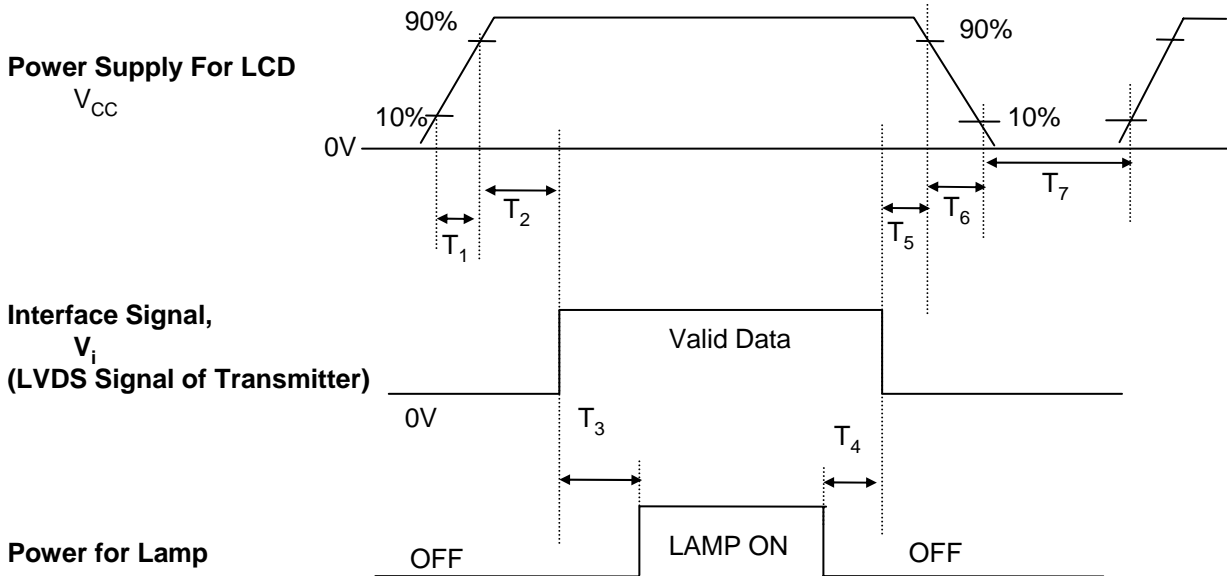 90%
90%
Power Supply For LCD
V_CC
10%
10%
0V
T_1
T_2
T_5
T_6
T_7
Interface Signal,
V_i
(LVDS Signal of Transmitter)
Valid Data
0V
T_3
T_4
Power for Lamp
OFF
LAMP ON
OFF